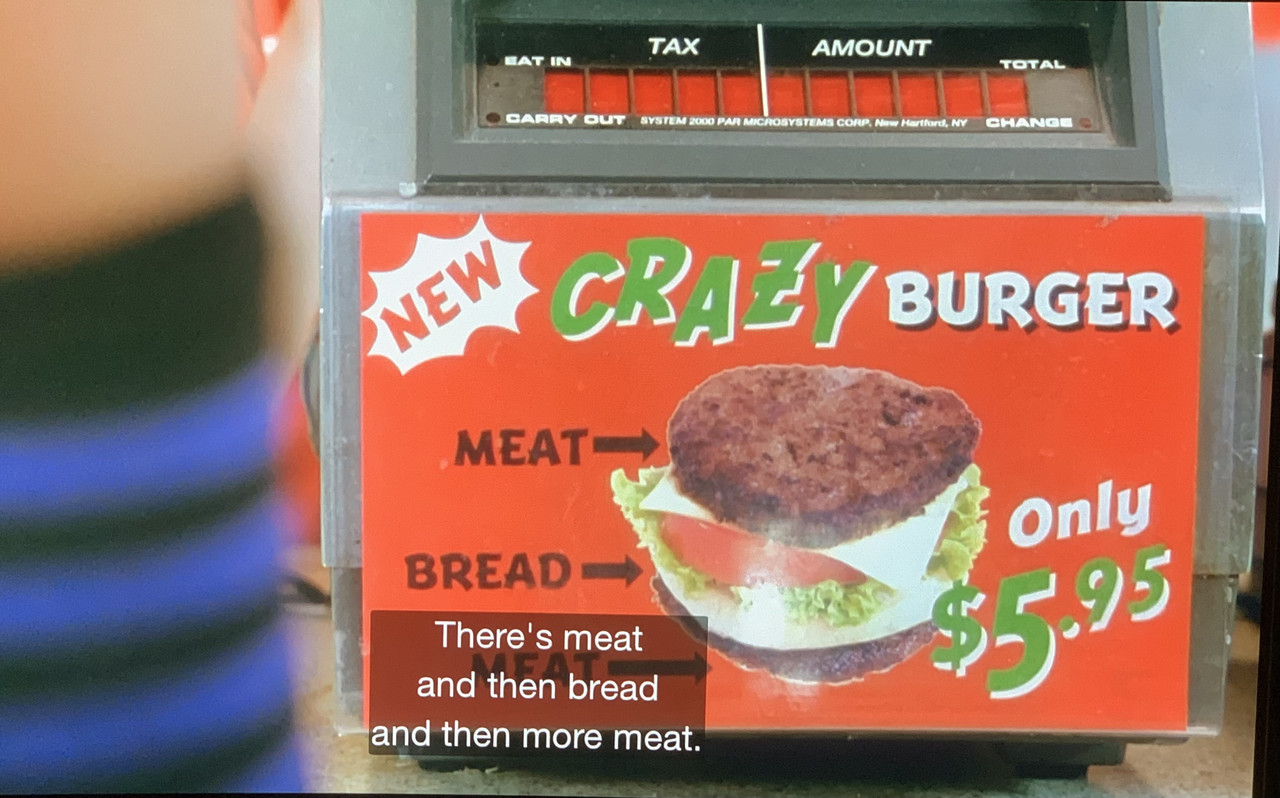 TAX AMOUNT
EAT IN TOTAL
CARRY OUT SYSTEM 2000 PAR MICROSYSTEMS CORP. New Hartford, NY CHANGE
NEW
CRAZY BURGER
MEAT
BREAD
MEAT
Only
$5.95
There's meat
and then bread
and then more meat.